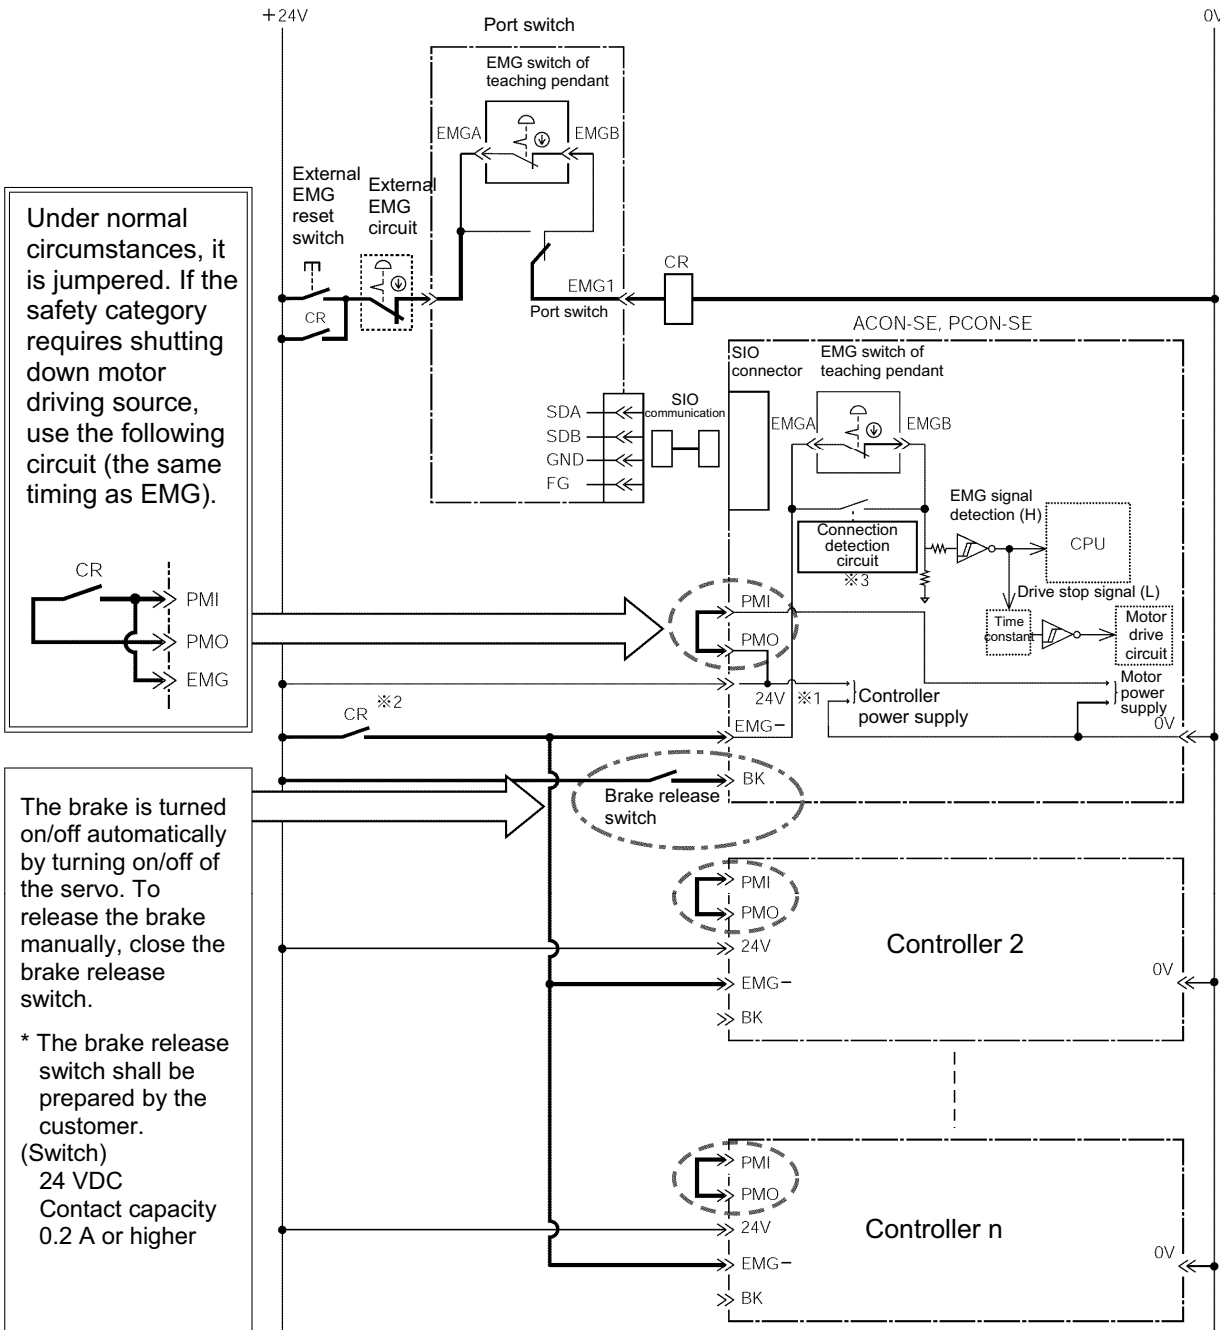 +24V
0V
Port switch
EMG switch of
teaching pendant
EMGA
EMGB
External
EMG
reset
switch
External
EMG
circuit
CR
EMG1
Port switch
CR
Under normal
circumstances, it
is jumpered. If the
safety category
requires shutting
down motor
driving source,
use the following
circuit (the same
timing as EMG).
CR
PMI
PMO
EMG
ACON-SE, PCON-SE
SIO
connector
EMG switch of
teaching pendant
SDA
SDB
GND
FG
SIO
communication
EMGA
EMGB
EMG signal
detection (H)
Connection
detection
circuit
※3
CPU
Drive stop signal (L)
Time
constant
Motor
drive
circuit
PMI
PMO
24V ※1
Controller
power supply
Motor
power
supply
0V
CR ※2
EMG−
BK
Brake release
switch
The brake is turned
on/off automatically
by turning on/off of
the servo. To
release the brake
manually, close the
brake release
switch.
* The brake release
switch shall be
prepared by the
customer.
(Switch)
24 VDC
Contact capacity
0.2 A or higher
PMI
PMO
24V
EMG−
BK
Controller 2
0V
PMI
PMO
24V
EMG−
BK
Controller n
0V